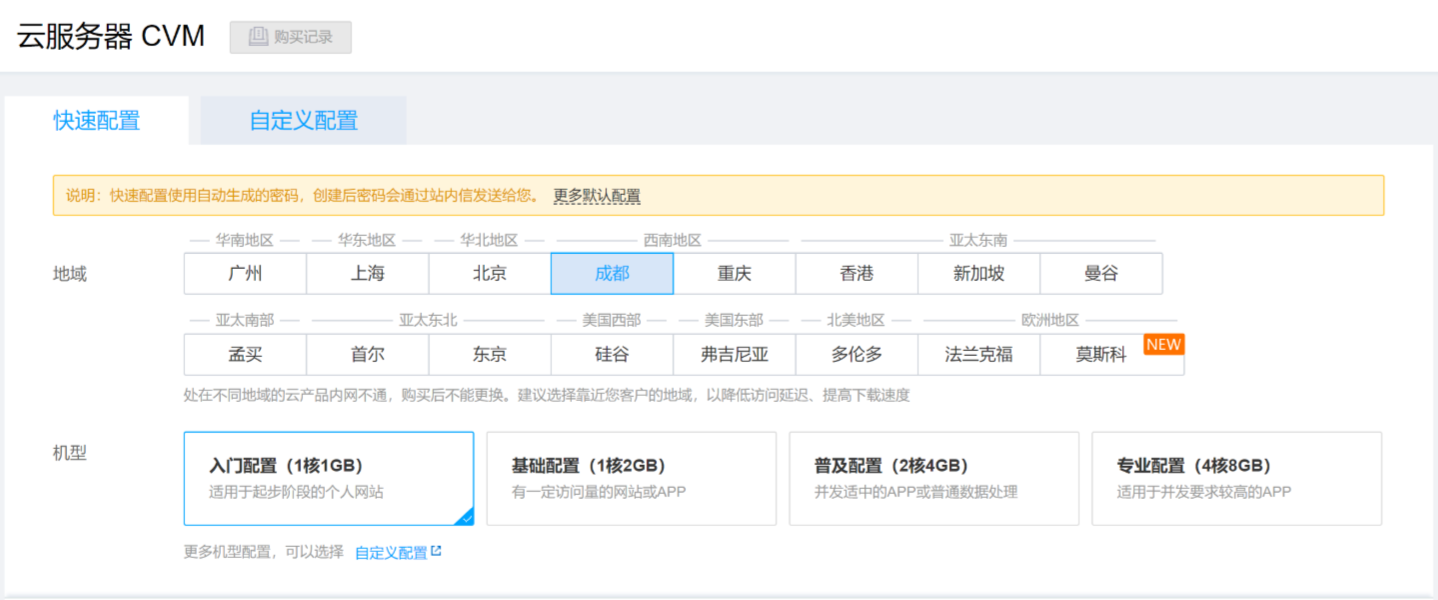 云服务器 CVM 购买记录
快速配置 自定义配置
说明：快速配置使用自动生成的密码，创建后密码会通过站内信发送给您。 更多默认配置
华南地区 华东地区 华北地区 西南地区 亚太东南
地域 广州 上海 北京 成都 重庆 香港 新加坡 曼谷
亚太南部 亚太东北 美国西部 美国东部 北美地区 欧洲地区
孟买 首尔 东京 硅谷 弗吉尼亚 多伦多 法兰克福 莫斯科 NEW
处在不同地域的云产品内网不通，购买后不能更换。建议选择靠近您客户的地域，以降低访问延迟、提高下载速度
机型
入门配置（1核1GB） 基础配置（1核2GB） 普及配置（2核4GB） 专业配置（4核8GB）
适用于起步阶段的个人网站 有一定访问量的网站或APP 并发适中的APP或普通数据处理 适用于并发要求较高的APP
更多机型配置，可以选择 自定义配置